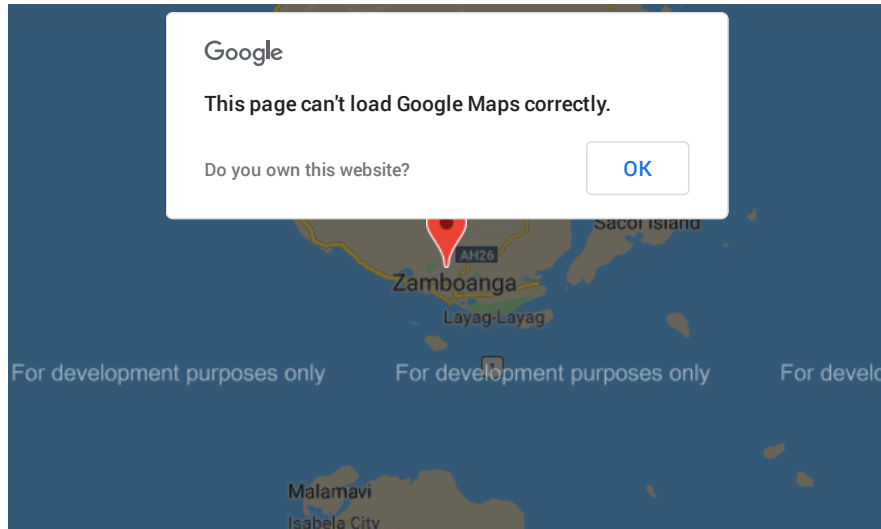 Google
This page can't load Google Maps correctly.
Do you own this website?
OK
Sacol Island
AH26
Zamboanga
Layag-Layag
1
For development purposes only
For development purposes only
For develo
Malamavi
Isabela City